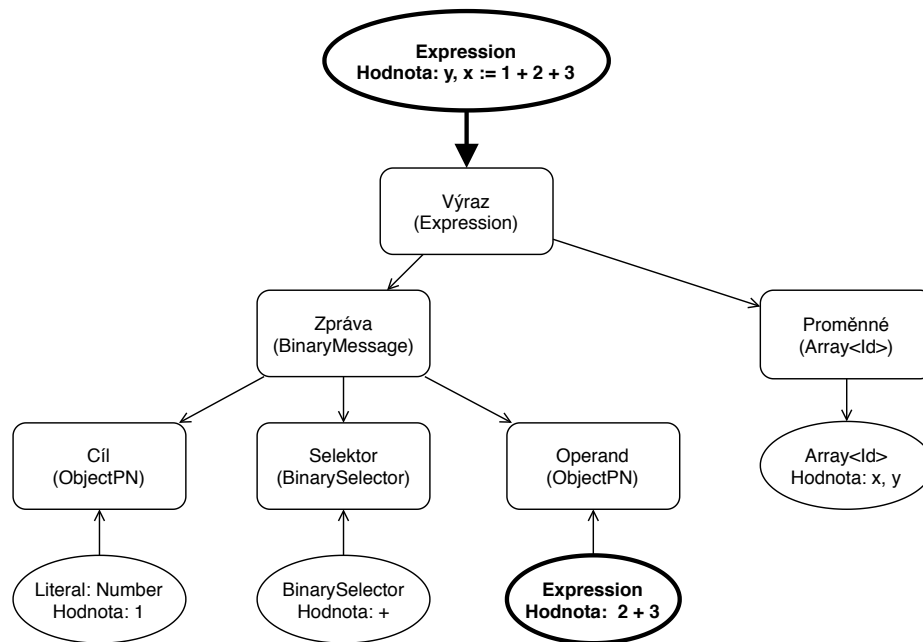 Expression
Hodnota: y, x := 1 + 2 + 3
Výraz
(Expression)
Zpráva
(BinaryMessage)
Proměnné
(Array<Id>)
Cíl
(ObjectPN)
Selektor
(BinarySelector)
Operand
(ObjectPN)
Array<Id>
Hodnota: x, y
Literal: Number
Hodnota: 1
BinarySelector
Hodnota: +
Expression
Hodnota: 2 + 3